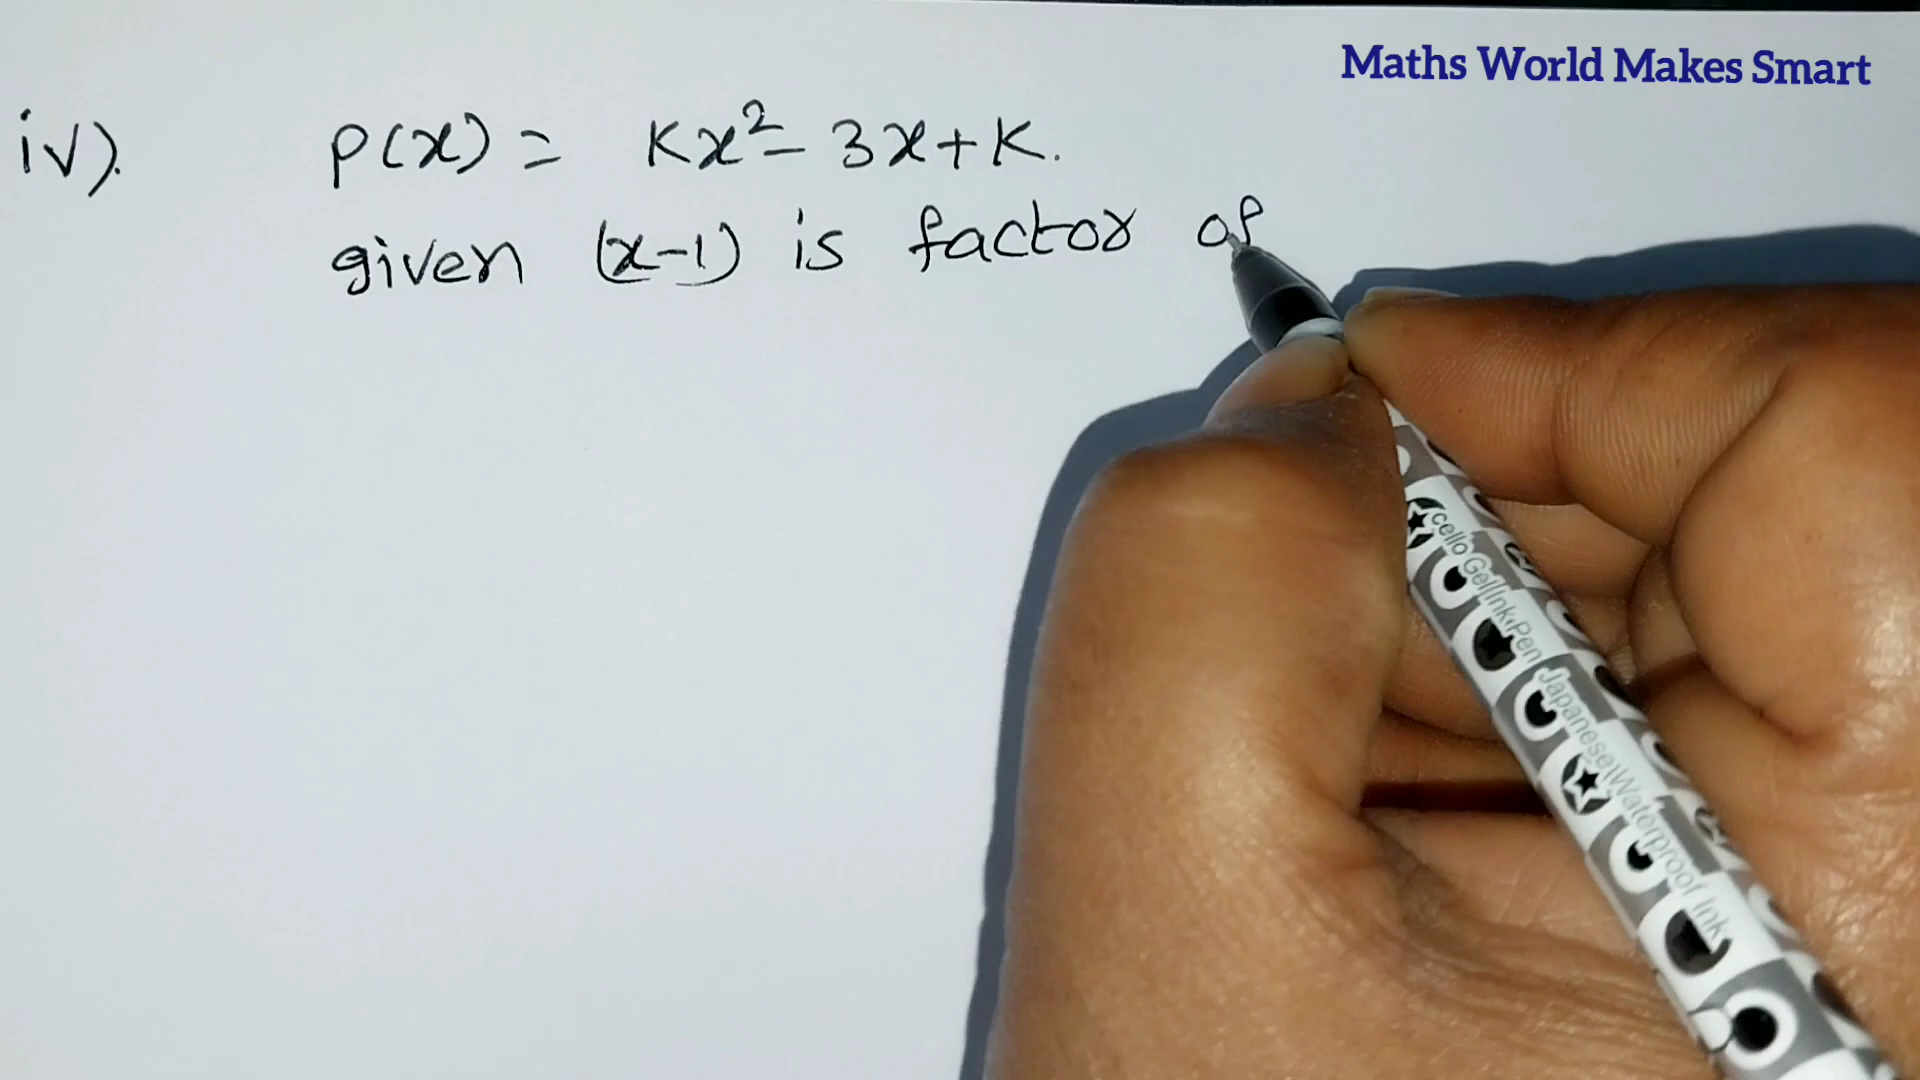 Maths World Makes Smart
iv). p(x) = Kx² - 3x + K.
given (x-1) is factor of
cello Gel Ink Pen Japanese Waterproof Ink